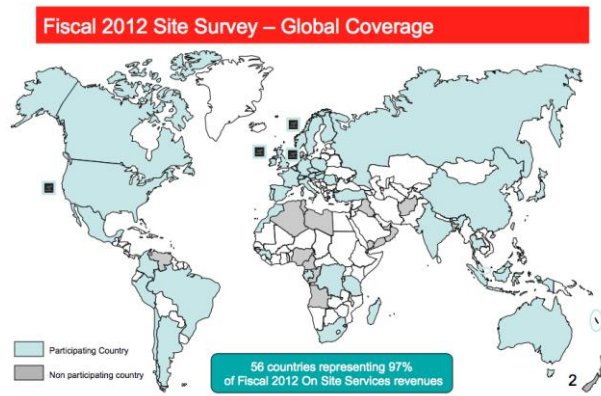 Fiscal 2012 Site Survey – Global Coverage
Participating Country
Non participating country
56 countries representing 97%
of Fiscal 2012 On Site Services revenues
2